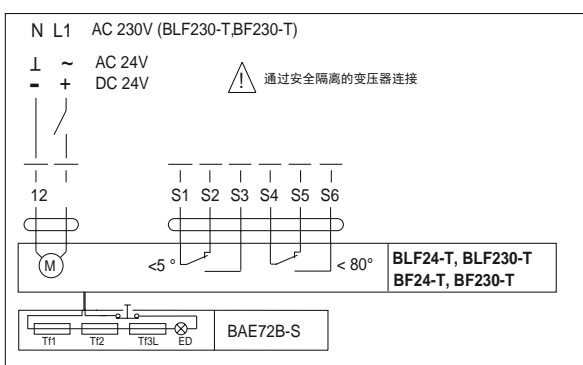 N L1 AC 230V (BLF230-T,BF230-T)
⊥ ~ AC 24V
- + DC 24V
! 通过安全隔离的变压器连接
12 S1 S2 S3 S4 S5 S6
M <5 ° < 80°
BLF24-T, BLF230-T
BF24-T, BF230-T
Tf1 Tf2 Tf3L ED
BAE72B-S